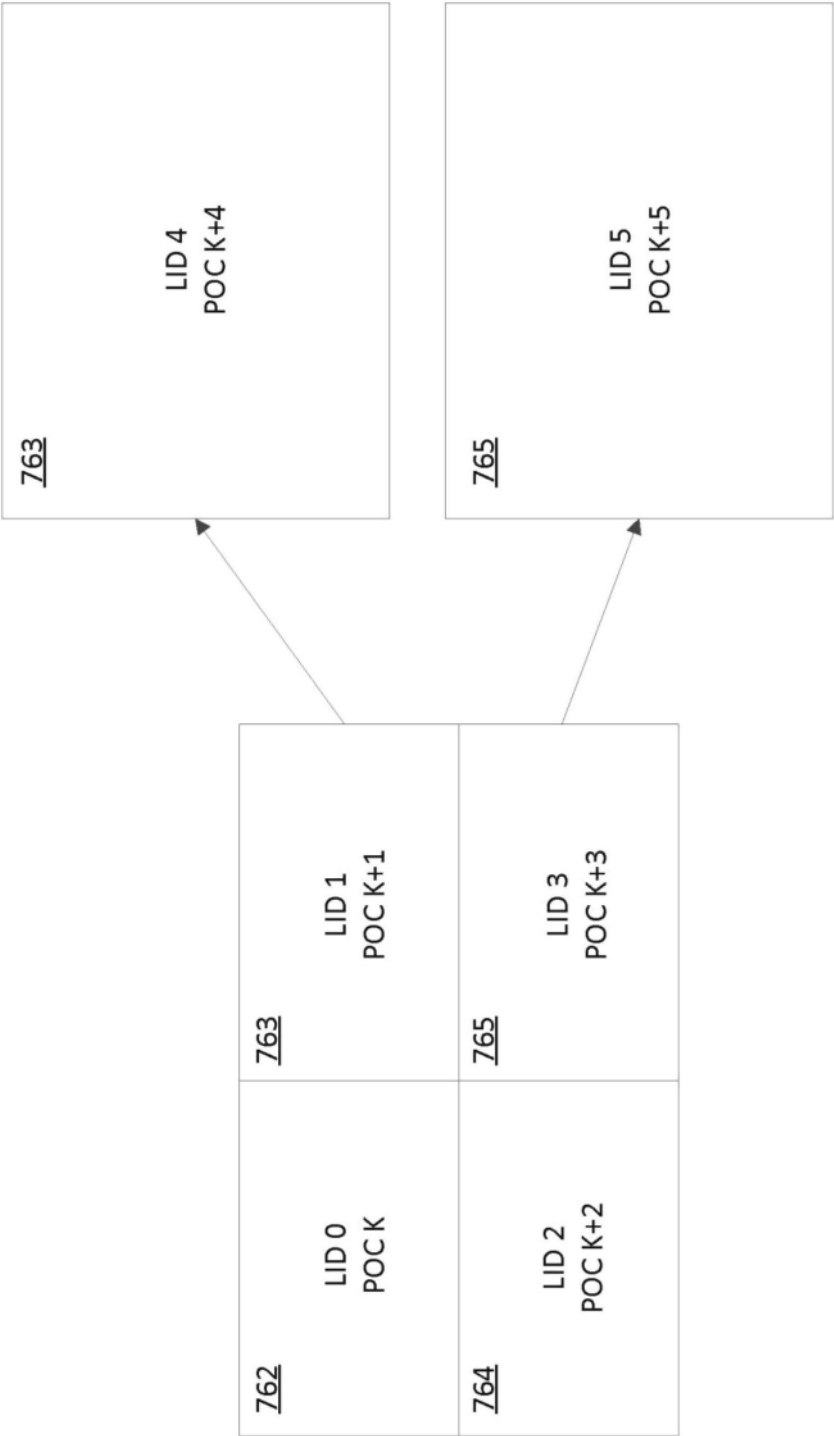 762
LID 0
POC K
763
LID 1
POC K+1
764
LID 2
POC K+2
765
LID 3
POC K+3
763
LID 4
POC K+4
765
LID 5
POC K+5